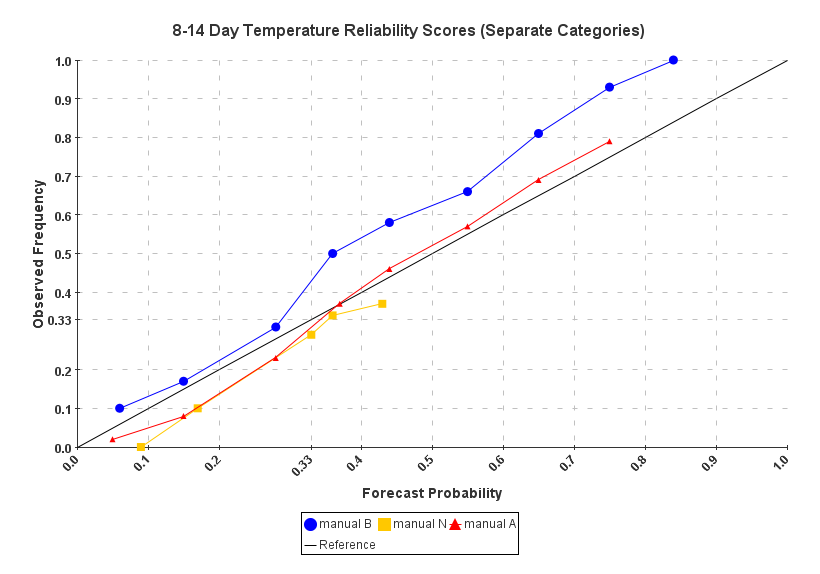 8-14 Day Temperature Reliability Scores (Separate Categories)
1.0
0.9
0.8
0.7
0.6
0.5
0.4
0.33
0.2
0.1
0.0
Observed Frequency
0.0 0.1 0.2 0.33 0.4 0.5 0.6 0.7 0.8 0.9 1.0
Forecast Probability
manual B manual N manual A
Reference